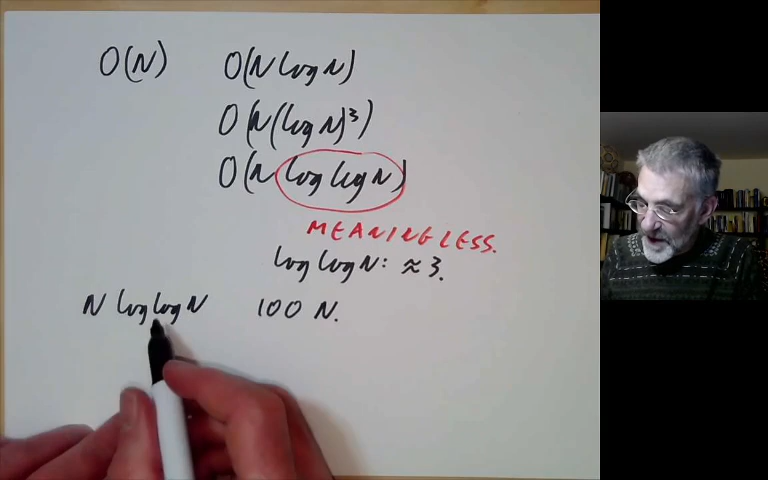 O(N) O(N log N)
O(N(log N)³)
O(N log log N)
MEANINGLESS.
log log N: ≈ 3.
N log log N 100 N.